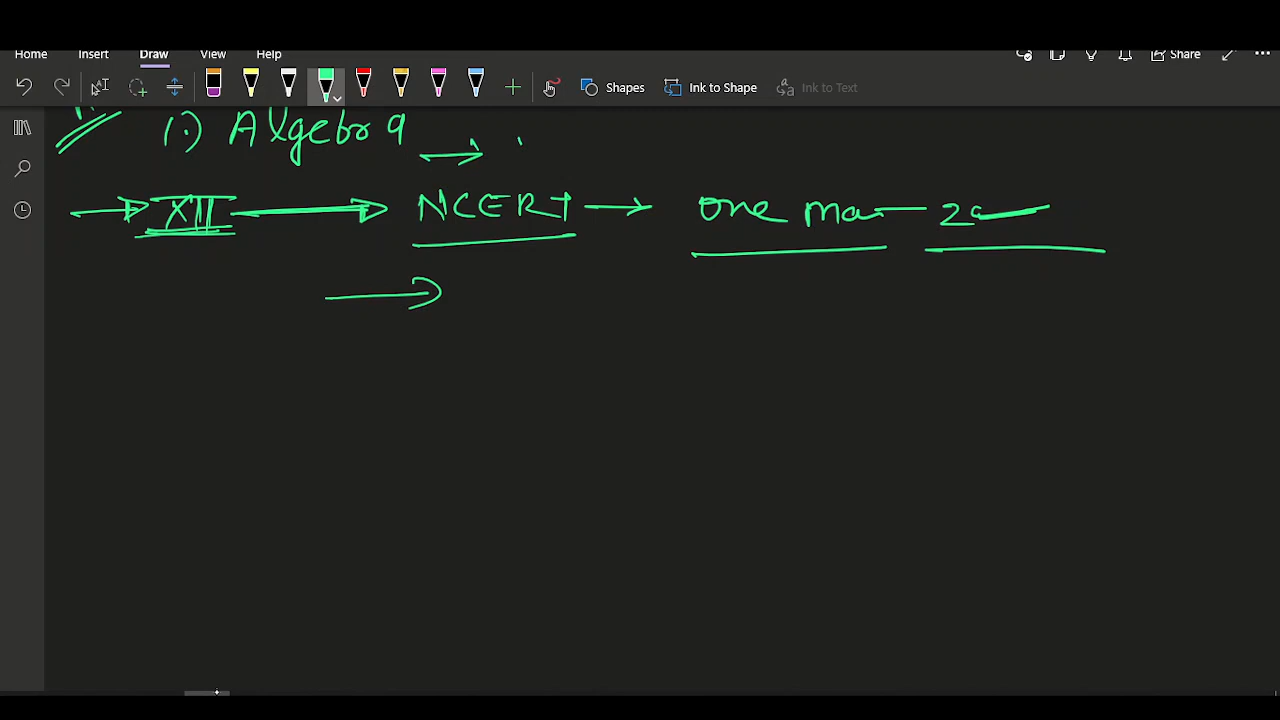 Home Insert Draw View Help Share
Shapes Ink to Shape Ink to Text
1.) Algebra →
→ XII → NCERT → one
→